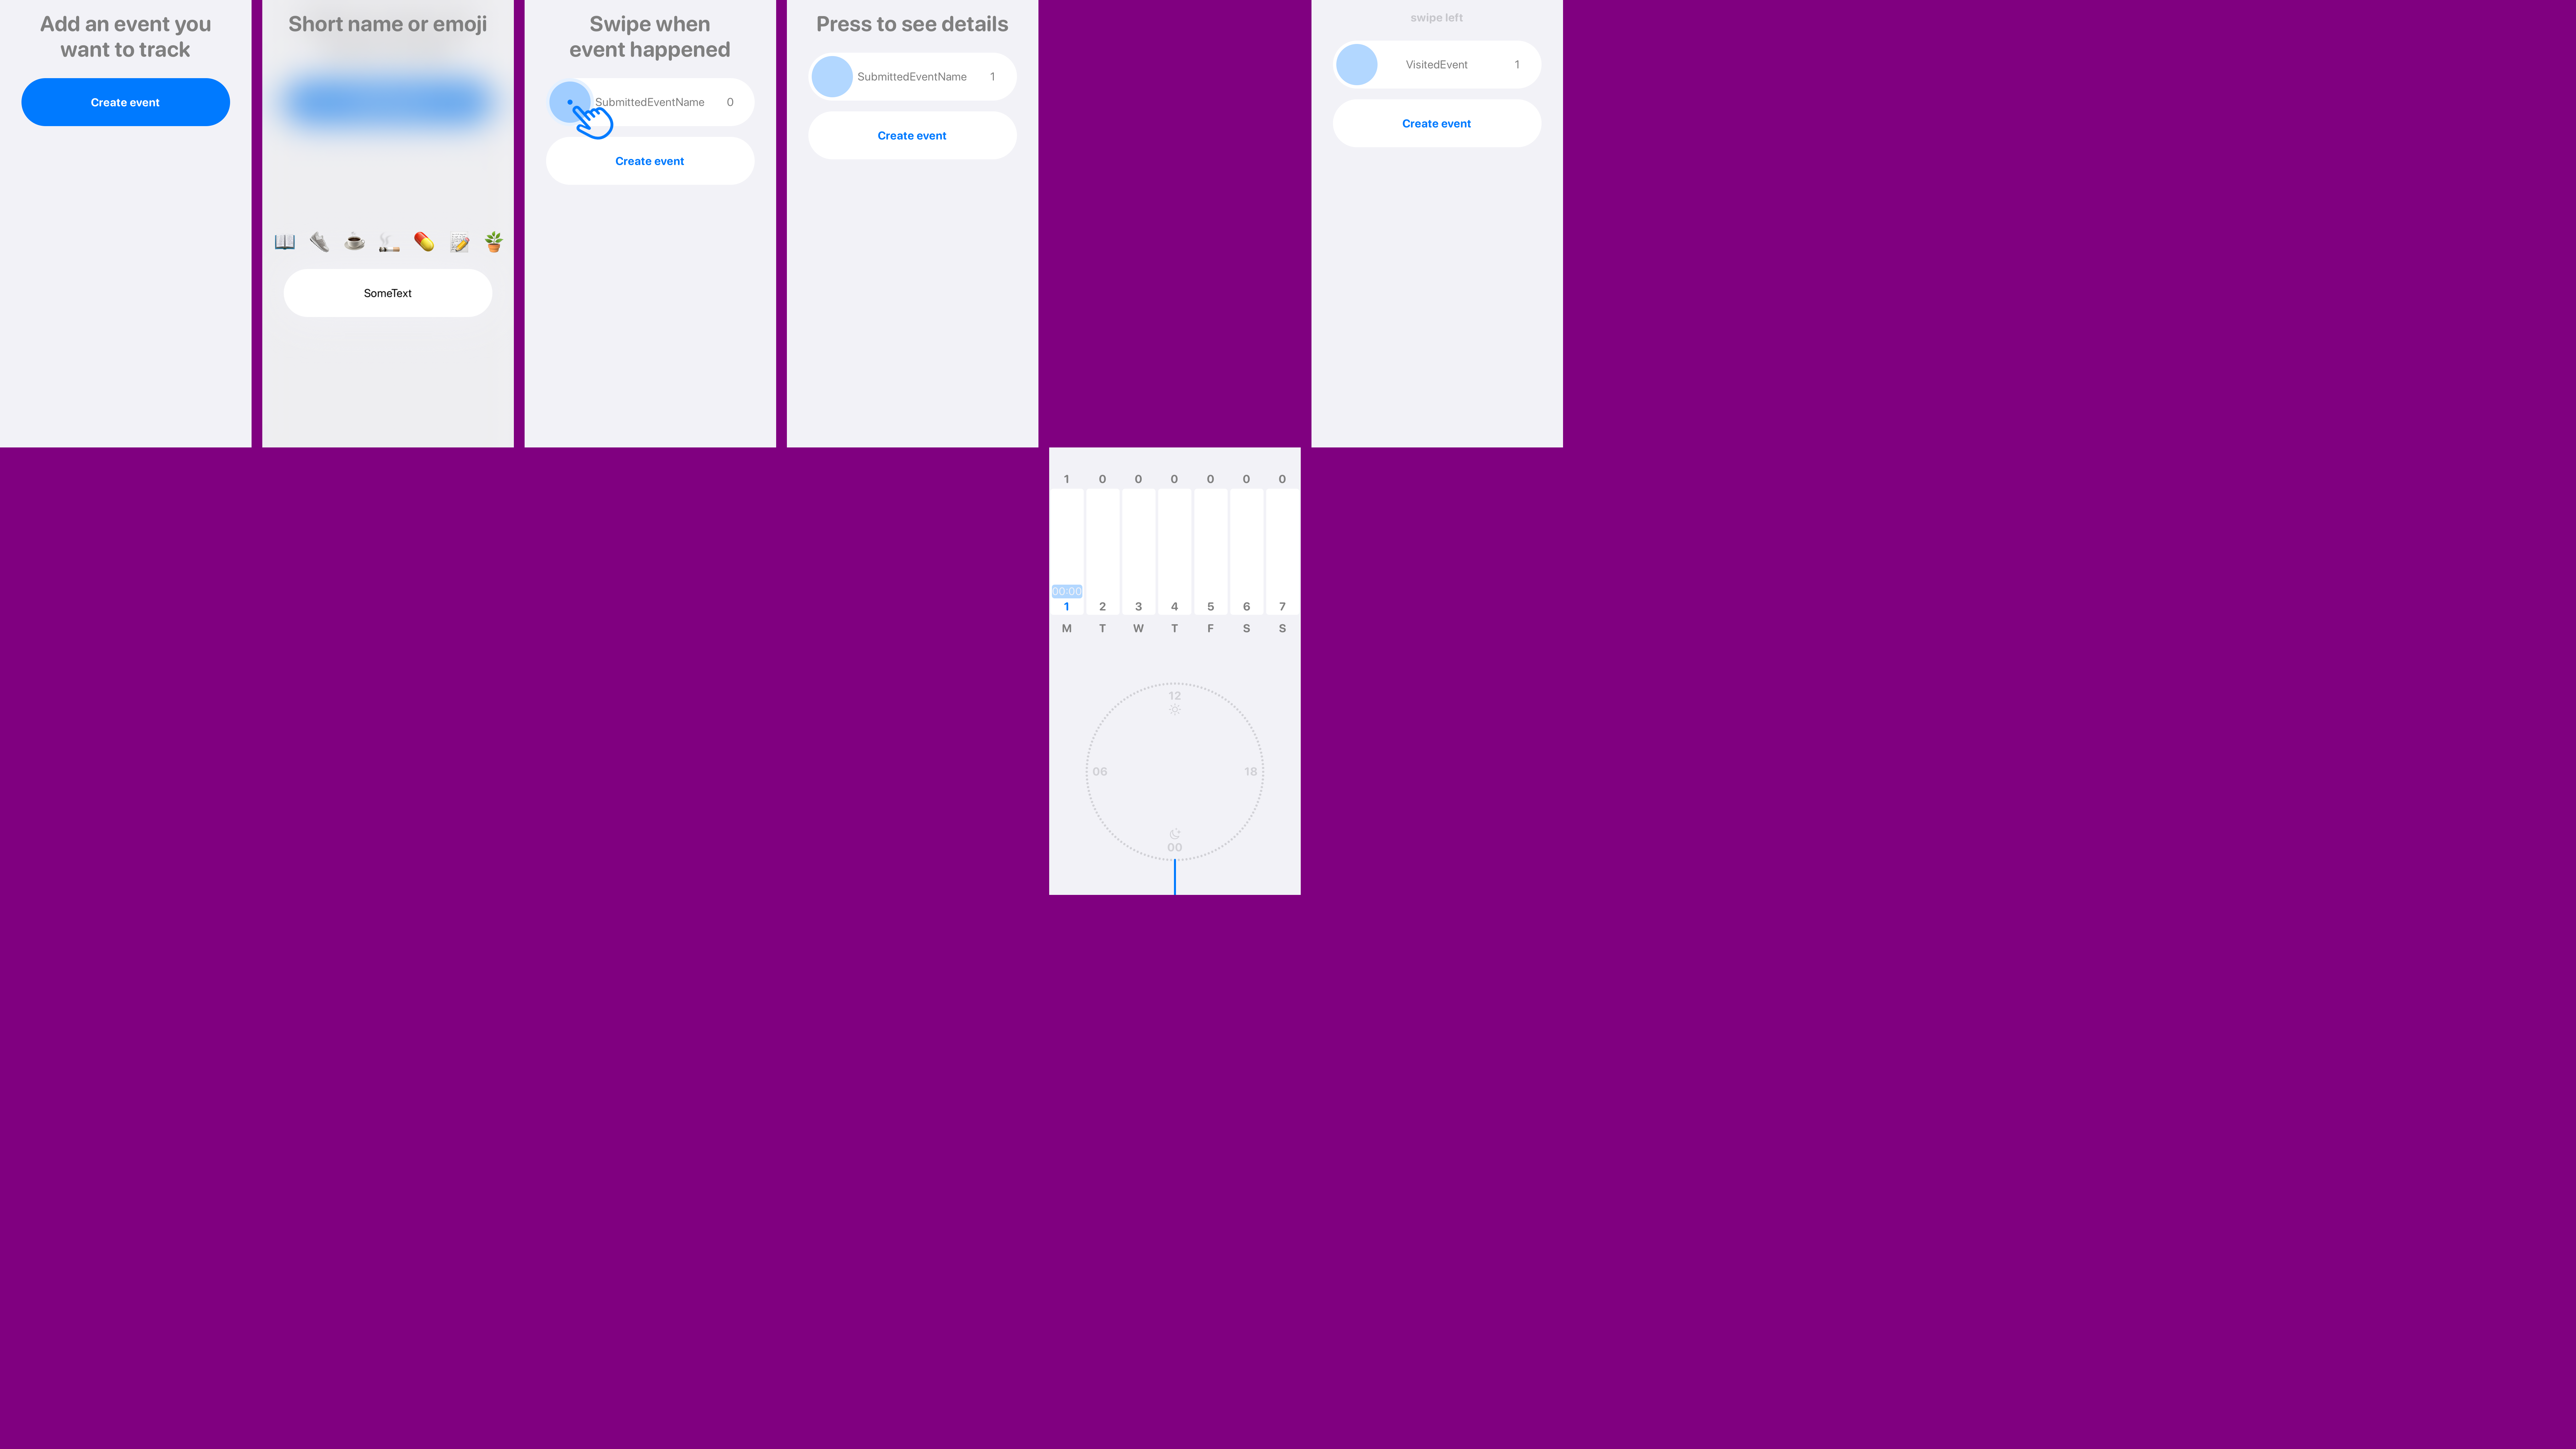 Add an event you
want to track
Create event
Short name or emoji
SomeText
Swipe when
event happened
SubmittedEventName 0
Create event
Press to see details
SubmittedEventName 1
Create event
1 0 0 0 0 0 0
00:00
1 2 3 4 5 6 7
M T W T F S S
12
06 18
00
swipe left
VisitedEvent 1
Create event